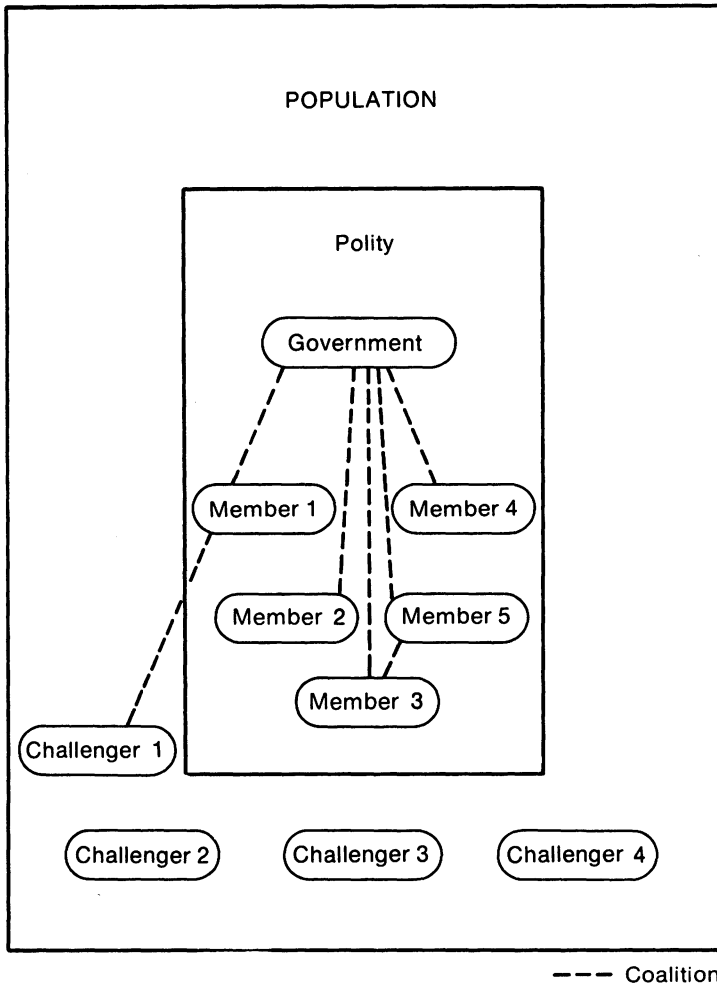 POPULATION
Polity
Government
Member 1
Member 4
Member 2
Member 5
Member 3
Challenger 1
Challenger 2
Challenger 3
Challenger 4
Coalition